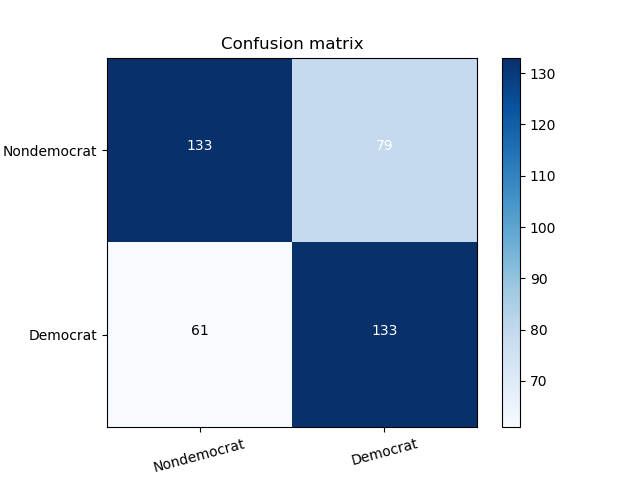 Confusion matrix
Nondemocrat
133
79
Democrat
61
133
Nondemocrat
Democrat
130
120
110
100
90
80
70